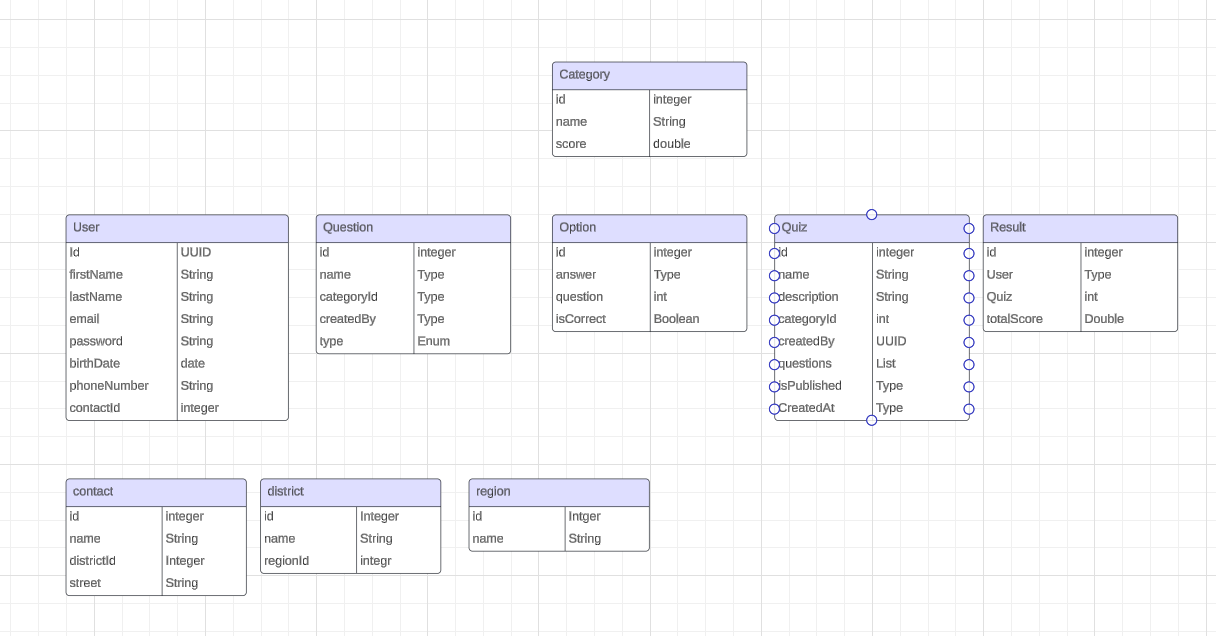 Category
id integer
name String
score double
User
Id UUID
firstName String
lastName String
email String
password String
birthDate date
phoneNumber String
contactId integer
Question
id integer
name Type
categoryId Type
createdBy Type
type Enum
Option
id integer
answer Type
question int
isCorrect Boolean
Quiz
id integer
name String
description String
categoryId int
createdBy UUID
questions List
isPublished Type
CreatedAt Type
Result
id integer
User Type
Quiz int
totalScore Double
contact
id integer
name String
districtId Integer
street String
district
id Integer
name String
regionId integr
region
id Intger
name String